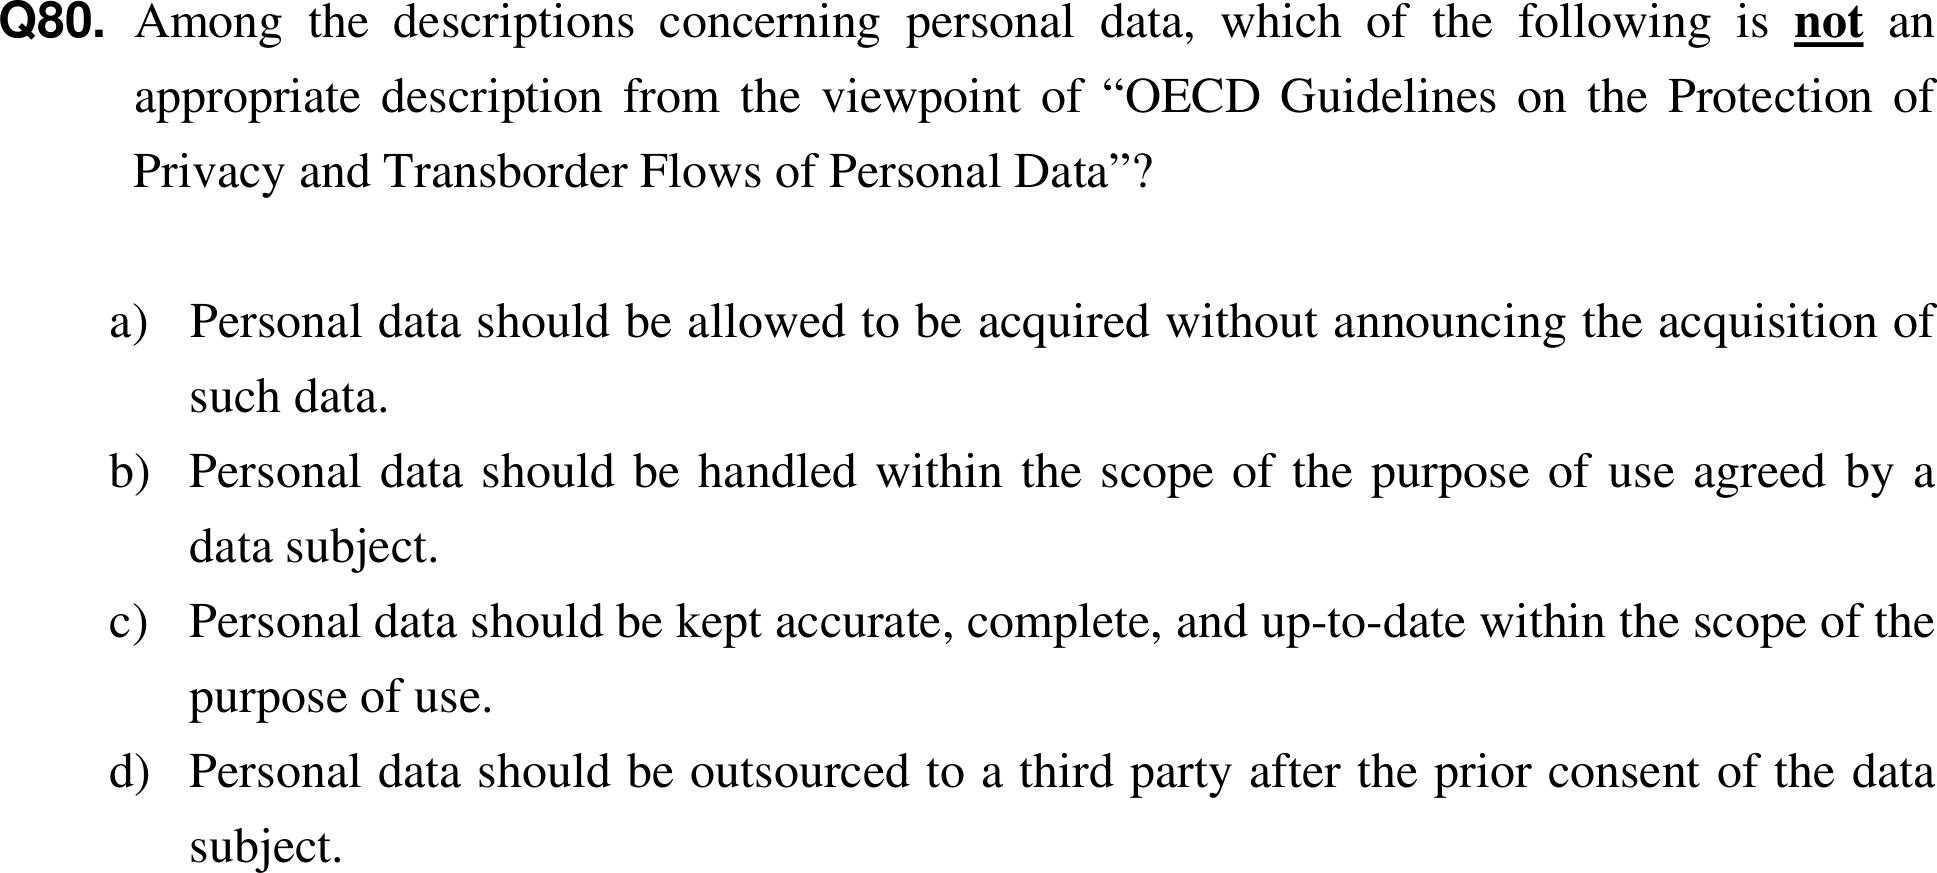 Q80. Among the descriptions concerning personal data, which of the following is not an
appropriate description from the viewpoint of “OECD Guidelines on the Protection of
Privacy and Transborder Flows of Personal Data”?
a) Personal data should be allowed to be acquired without announcing the acquisition of
such data.
b) Personal data should be handled within the scope of the purpose of use agreed by a
data subject.
c) Personal data should be kept accurate, complete, and up-to-date within the scope of the
purpose of use.
d) Personal data should be outsourced to a third party after the prior consent of the data
subject.